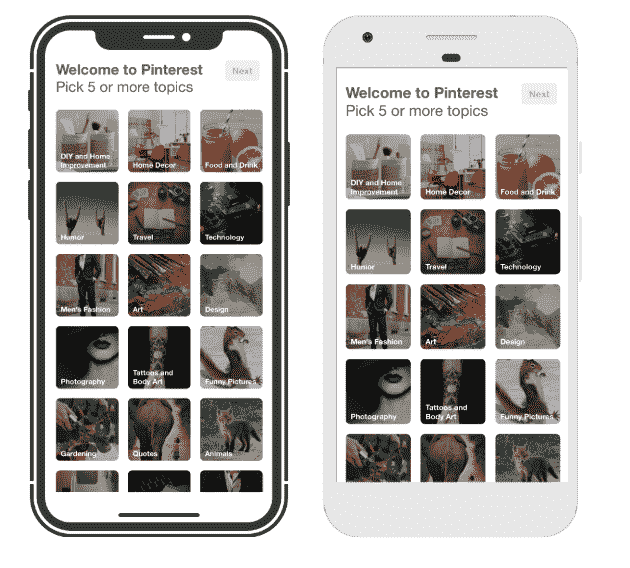 Welcome to Pinterest
Next
Pick 5 or more topics
DIY and Home
Improvement
Home Decor
Food and Drink
Humor
Travel
Technology
Men's Fashion
Art
Design
Photography
Tattoos and
Body Art
Funny Pictures
Gardening
Quotes
Animals
Welcome to Pinterest
Next
Pick 5 or more topics
DIY and Home
Improvement
Home Decor
Food and Drink
Humor
Travel
Technology
Men's Fashion
Art
Design
Photography
Tattoos and
Body Art
Funny Pictures